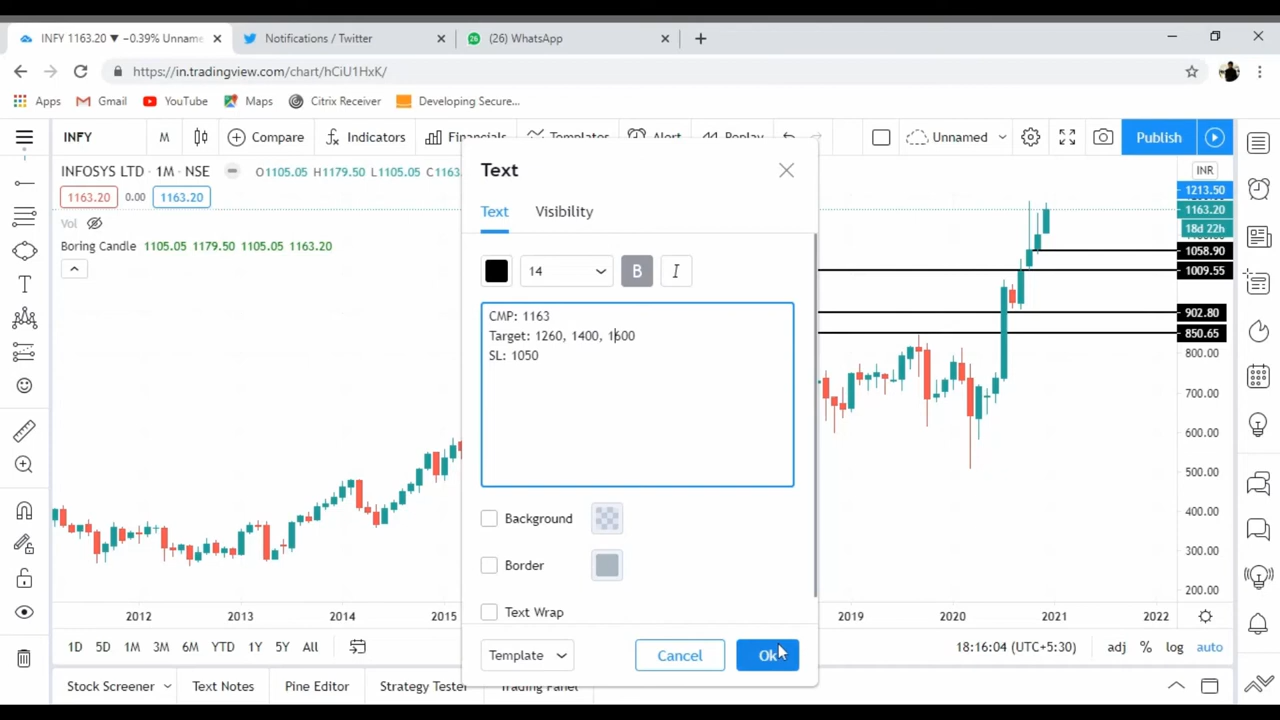 INFY 1163.20 ▼ −0.39% Unname
Notifications / Twitter
(26) WhatsApp
https://in.tradingview.com/chart/hCiU1HxK/
Apps
Gmail
YouTube
Maps
Citrix Receiver
Developing Secure...
INFY
M
Compare
Indicators
Financials
Templates
Alert
Replay
Unnamed
Publish
INFOSYS LTD · 1M · NSE
O1105.05 H1179.50 L1105.05 C1163.
1163.20 0.00 1163.20
Vol
Boring Candle 1105.05 1179.50 1105.05 1163.20
Text
Text
Visibility
14
B
I
CMP: 1163
Target: 1260, 1400, 1600
SL: 1050
Background
Border
Text Wrap
Template
Cancel
Ok
INR
1213.50
1163.20
18d 22h
1058.90
1009.55
902.80
850.65
800.00
700.00
600.00
500.00
400.00
300.00
200.00
2012 2013 2014 2015 2019 2020 2021 2022
1D 5D 1M 3M 6M YTD 1Y 5Y All
18:16:04 (UTC+5:30)
adj % log auto
Stock Screener
Text Notes
Pine Editor
Strategy Tester
Trading Panel